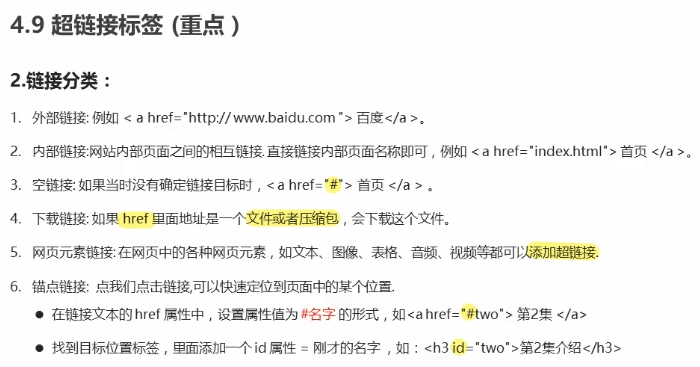 4.9 超链接标签 (重点 )
2.链接分类：
1. 外部链接: 例如 < a href="http:// www.baidu.com "> 百度</a >。
2. 内部链接:网站内部页面之间的相互链接. 直接链接内部页面名称即可，例如 < a href="index.html"> 首页 </a >。
3. 空链接: 如果当时没有确定链接目标时，< a href="#"> 首页 </a > 。
4. 下载链接: 如果 href 里面地址是一个文件或者压缩包，会下载这个文件。
5. 网页元素链接: 在网页中的各种网页元素，如文本、图像、表格、音频、视频等都可以添加超链接.
6. 锚点链接: 点我们点击链接,可以快速定位到页面中的某个位置.
● 在链接文本的 href 属性中，设置属性值为 #名字 的形式，如<a href="#two"> 第2集 </a>
● 找到目标位置标签，里面添加一个 id 属性 = 刚才的名字 ，如：<h3 id="two">第2集介绍</h3>